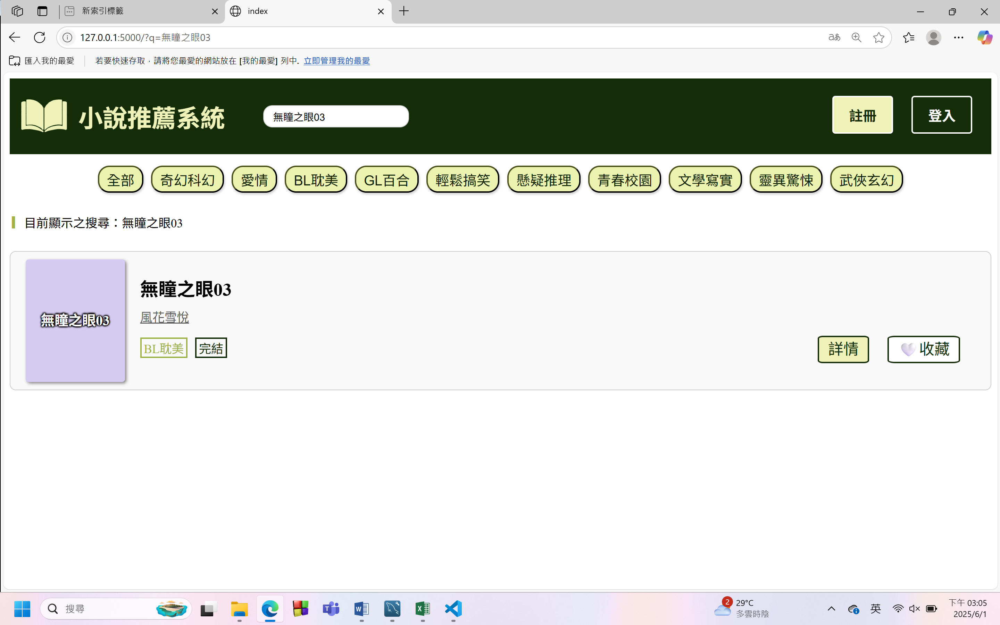 新索引標籤
index
127.0.0.1:5000/?q=無瞳之眼03
aあ
匯入我的最愛
若要快速存取，請將您最愛的網站放在 [我的最愛] 列中. 立即管理我的最愛
小說推薦系統
無瞳之眼03
註冊
登入
全部
奇幻科幻
愛情
BL耽美
GL百合
輕鬆搞笑
懸疑推理
青春校園
文學寫實
靈異驚悚
武俠玄幻
目前顯示之搜尋：無瞳之眼03
無瞳之眼03
無瞳之眼03
風花雪悅
BL耽美
完結
詳情
收藏
搜尋
T
W
X
2
29°C
多雲時陰
英
下午 03:05
2025/6/1